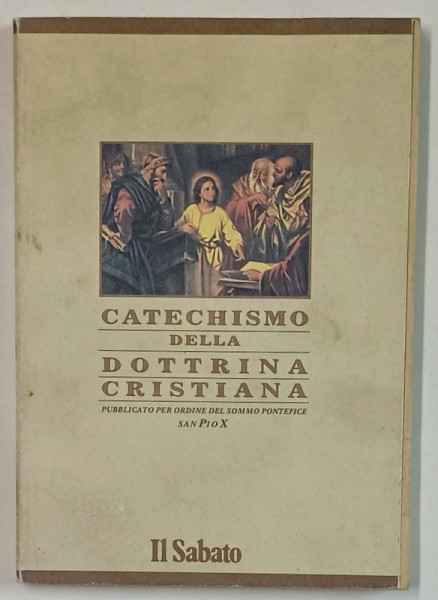 CATECHISMO
DELLA
DOTTRINA
CRISTIANA
PUBBLICATO PER ORDINE DEL SOMMO PONTEFICE
SAN PIO X
Il Sabato